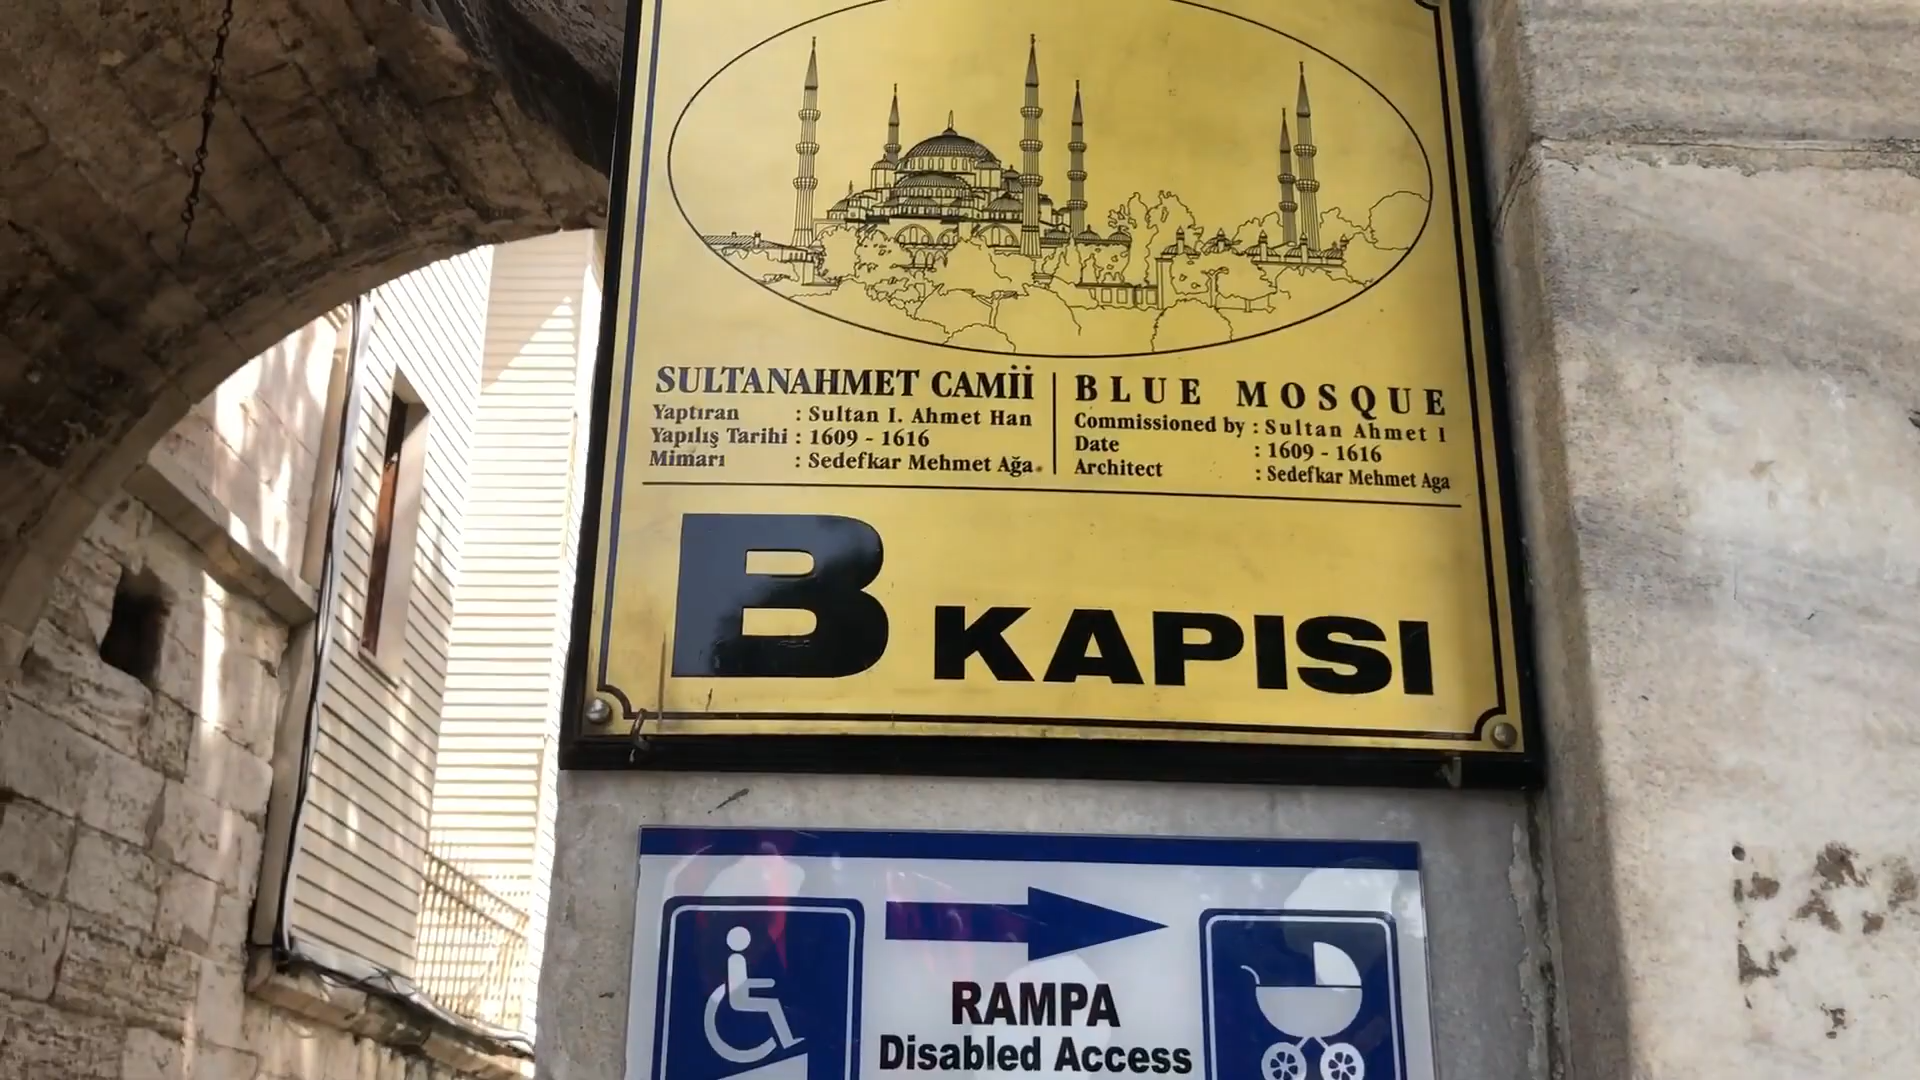 SULTANAHMET CAMİİ
Yaptıran : Sultan I. Ahmet Han
Yapılış Tarihi : 1609 - 1616
Mimarı : Sedefkar Mehmet Ağa
BLUE MOSQUE
Commissioned by : Sultan Ahmet I
Date : 1609 - 1616
Architect : Sedefkar Mehmet Aga
B KAPISI
RAMPA
Disabled Access